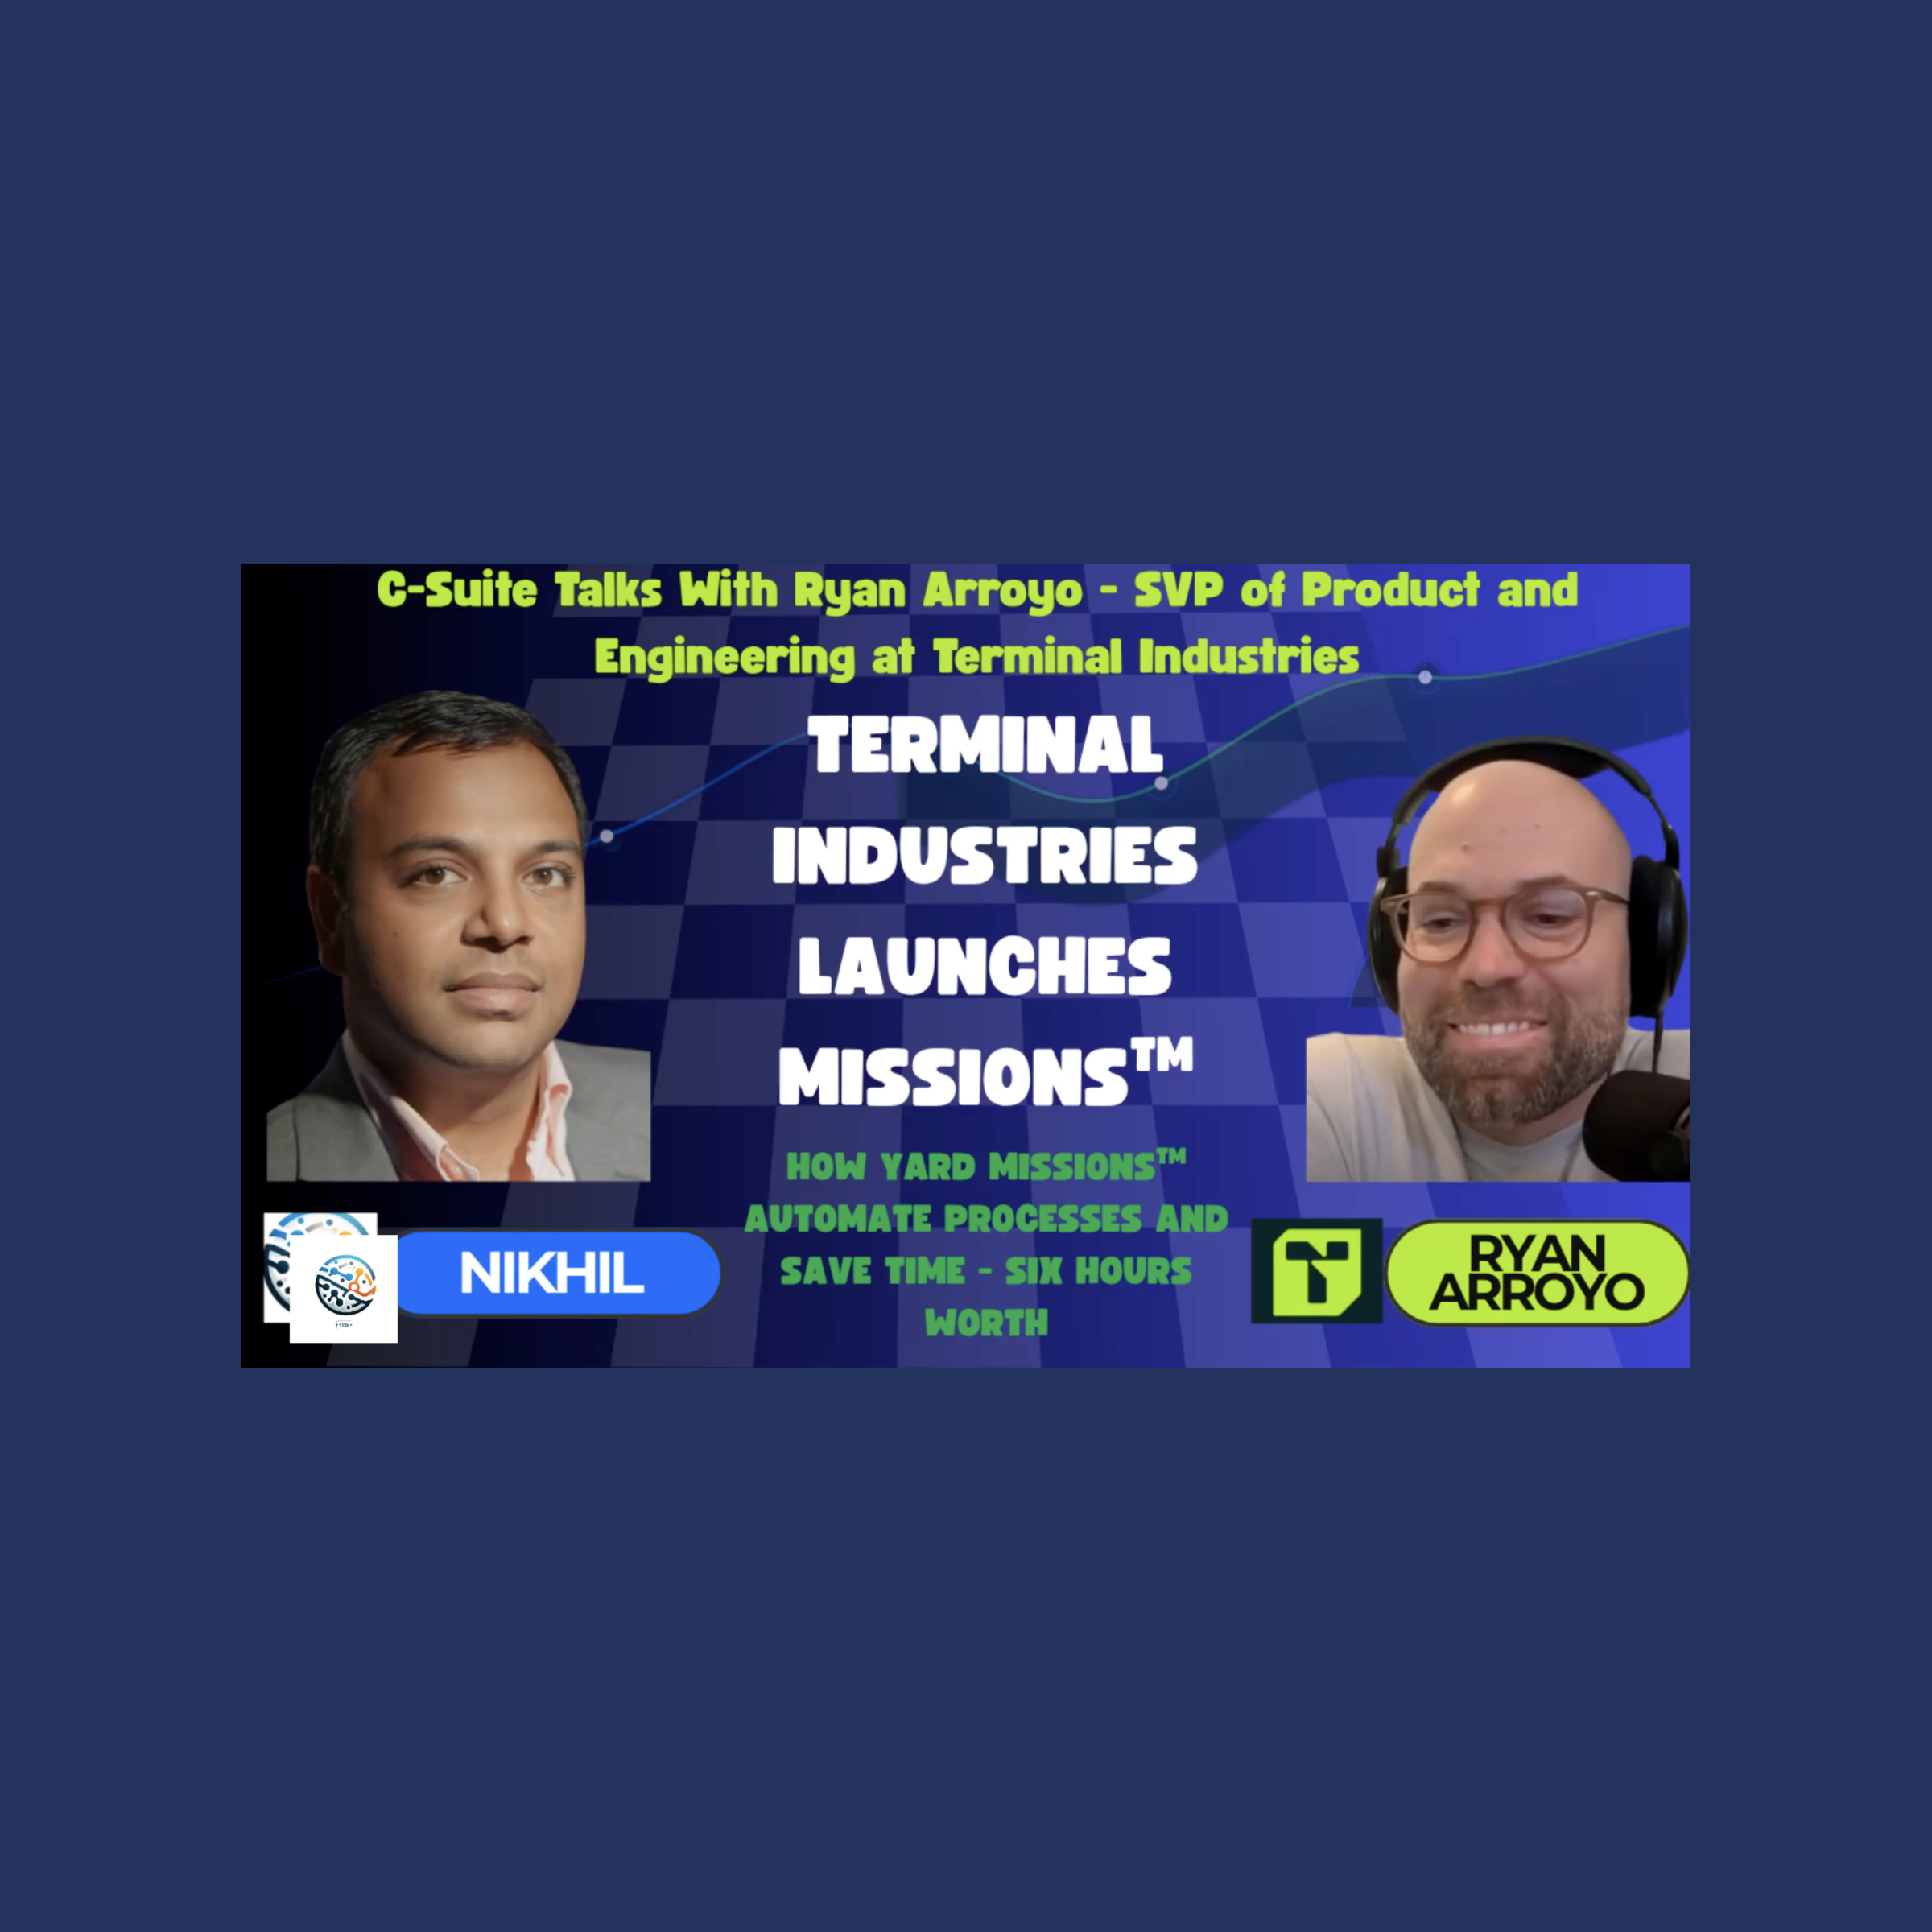 C-Suite Talks With Ryan Arroyo - SVP of Product and
Engineering at Terminal Industries
TERMINAL
INDUSTRIES
LAUNCHES
MISSIONS™
HOW YARD MISSIONS™
AUTOMATE PROCESSES AND
SAVE TIME - SIX HOURS
WORTH
NIKHIL
RYAN
ARROYO